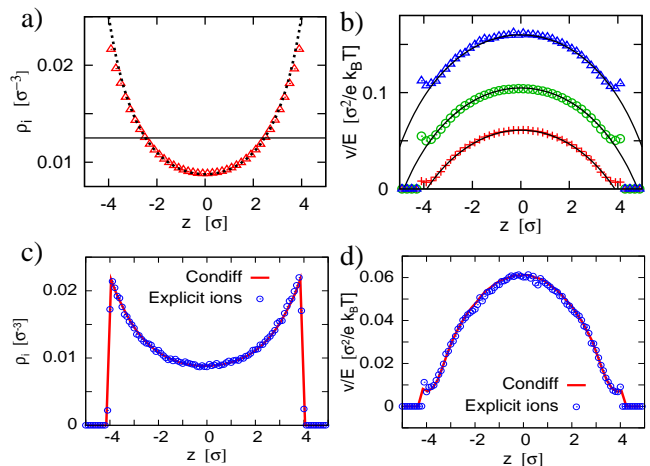 a)
0.02
0.01
ρi [σ−3]
-4 -2 0 2 4
z [σ]
b)
0.1
0
v/E [σ2/e kBT]
-4 -2 0 2 4
z [σ]
c)
Condiff
Explicit ions
0.02
0.01
0
ρi [σ-3]
-4 -2 0 2 4
z [σ]
d)
0.06
0.04
0.02
0
v/E [σ2/e kBT]
Condiff
Explicit ions
-4 -2 0 2 4
z [σ]